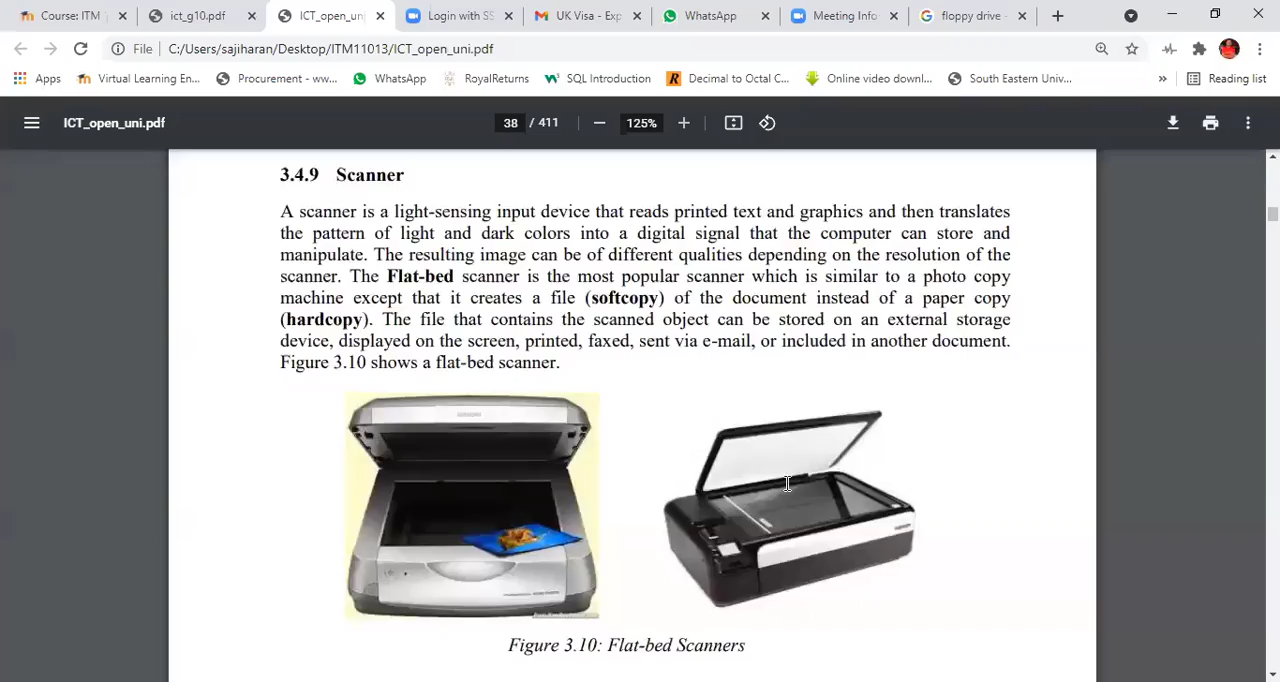 Course: ITM
ict_g10.pdf
ICT_open_un
Login with SS
UK Visa - Exp
WhatsApp
Meeting Info
floppy drive -
File
C:/Users/sajiharan/Desktop/ITM11013/ICT_open_uni.pdf
Apps
Virtual Learning En...
Procurement - ww...
WhatsApp
RoyalReturns
SQL Introduction
Decimal to Octal C...
Online video downl...
South Eastern Univ...
»
Reading list
ICT_open_uni.pdf
38 / 411
125%
3.4.9 Scanner
A scanner is a light-sensing input device that reads printed text and graphics and then translates
the pattern of light and dark colors into a digital signal that the computer can store and
manipulate. The resulting image can be of different qualities depending on the resolution of the
scanner. The Flat-bed scanner is the most popular scanner which is similar to a photo copy
machine except that it creates a file (softcopy) of the document instead of a paper copy
(hardcopy). The file that contains the scanned object can be stored on an external storage
device, displayed on the screen, printed, faxed, sent via e-mail, or included in another document.
Figure 3.10 shows a flat-bed scanner.
Figure 3.10: Flat-bed Scanners